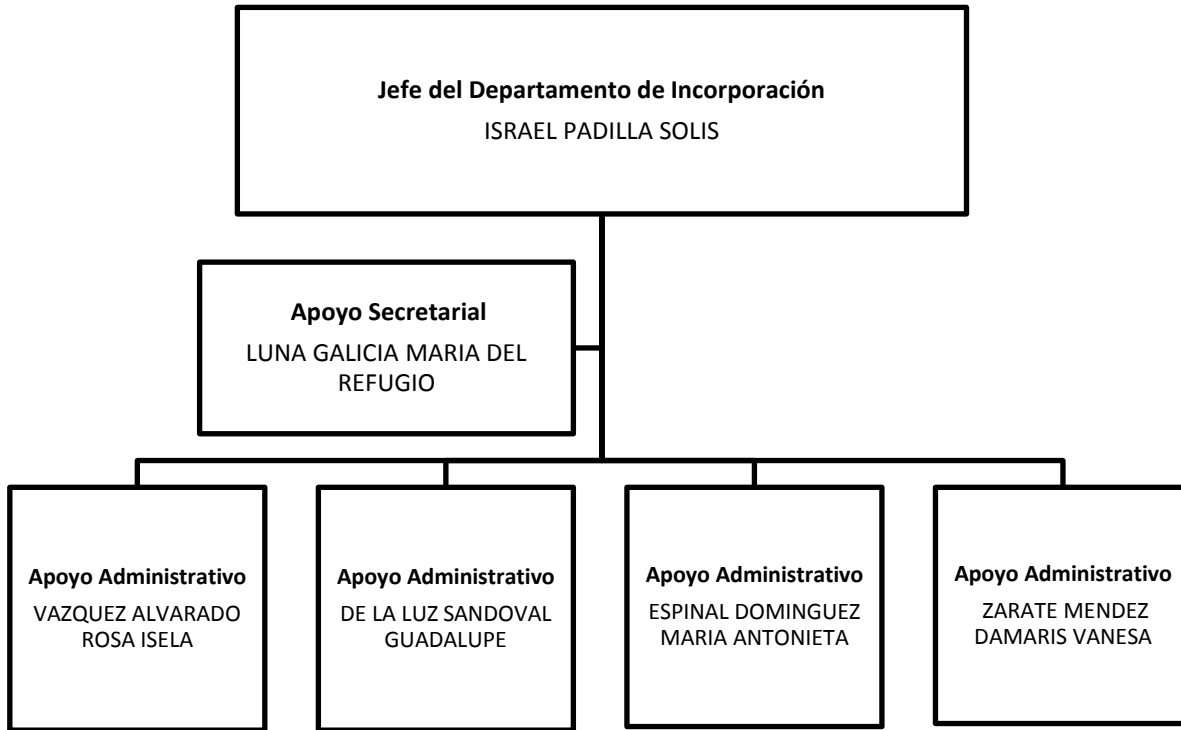 Jefe del Departamento de Incorporación
ISRAEL PADILLA SOLIS
Apoyo Secretarial
LUNA GALICIA MARIA DEL
REFUGIO
Apoyo Administrativo
VAZQUEZ ALVARADO
ROSA ISELA
Apoyo Administrativo
DE LA LUZ SANDOVAL
GUADALUPE
Apoyo Administrativo
ESPINAL DOMINGUEZ
MARIA ANTONIETA
Apoyo Administrativo
ZARATE MENDEZ
DAMARIS VANESA